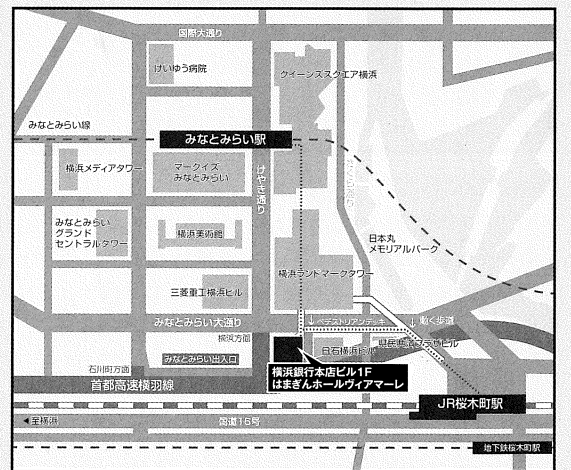 国際大通り
けいゆう病院
クイーンズスクエア横浜
みなとみらい線
みなとみらい駅
横浜メディアタワー
マークイズ
みなとみらい
けやき通り
さくら通り
みなとみらい
グランド
セントラルタワー
横浜美術館
日本丸
メモリアルパーク
横浜ランドマークタワー
三菱重工横浜ビル
みなとみらい大通り
↓ペデストリアンデッキ
↓動く歩道
横浜方面
日石横浜ビル
みなとみらい出入口
石川町方面
横浜銀行本店ビル1F
はまぎんホールヴィアマーレ
首都高速横羽線
JR桜木町駅
◀至横浜
国道16号
地下鉄桜木町駅